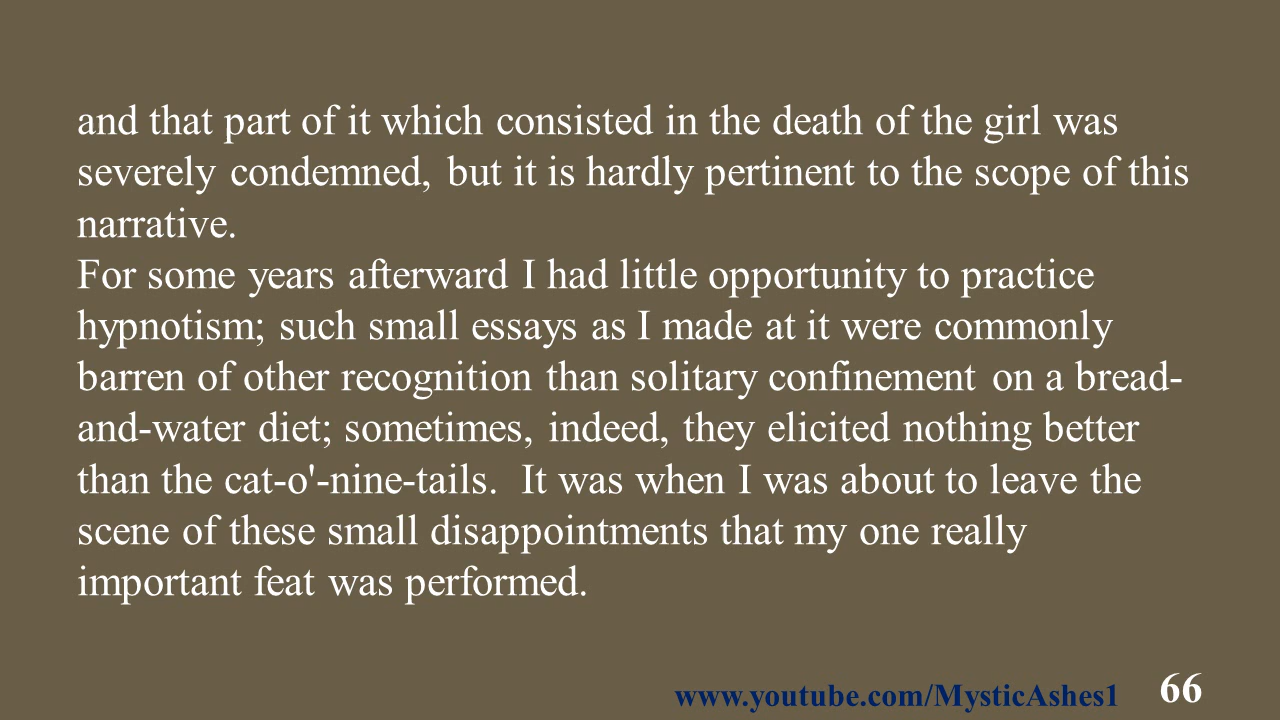 and that part of it which consisted in the death of the girl was
severely condemned, but it is hardly pertinent to the scope of this
narrative.
For some years afterward I had little opportunity to practice
hypnotism; such small essays as I made at it were commonly
barren of other recognition than solitary confinement on a bread-
and-water diet; sometimes, indeed, they elicited nothing better
than the cat-o'-nine-tails.  It was when I was about to leave the
scene of these small disappointments that my one really
important feat was performed.
www.youtube.com/MysticAshes1 66